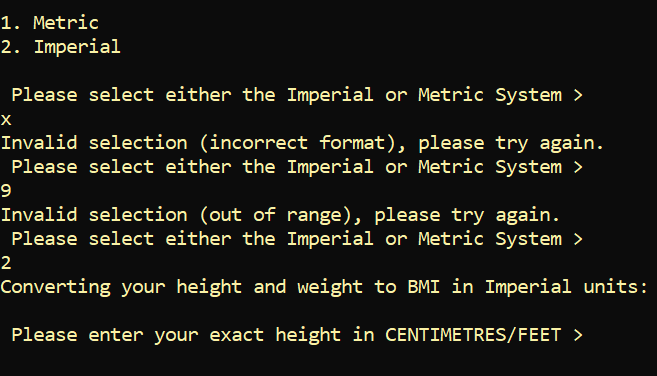 1. Metric
2. Imperial
Please select either the Imperial or Metric System >
x
Invalid selection (incorrect format), please try again.
Please select either the Imperial or Metric System >
9
Invalid selection (out of range), please try again.
Please select either the Imperial or Metric System >
2
Converting your height and weight to BMI in Imperial units:
Please enter your exact height in CENTIMETRES/FEET >